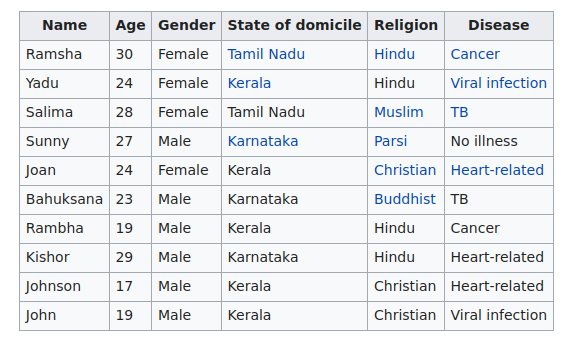 Name Age Gender State of domicile Religion Disease
Ramsha 30 Female Tamil Nadu Hindu Cancer
Yadu 24 Female Kerala Hindu Viral infection
Salima 28 Female Tamil Nadu Muslim TB
Sunny 27 Male Karnataka Parsi No illness
Joan 24 Female Kerala Christian Heart-related
Bahuksana 23 Male Karnataka Buddhist TB
Rambha 19 Male Kerala Hindu Cancer
Kishor 29 Male Karnataka Hindu Heart-related
Johnson 17 Male Kerala Christian Heart-related
John 19 Male Kerala Christian Viral infection